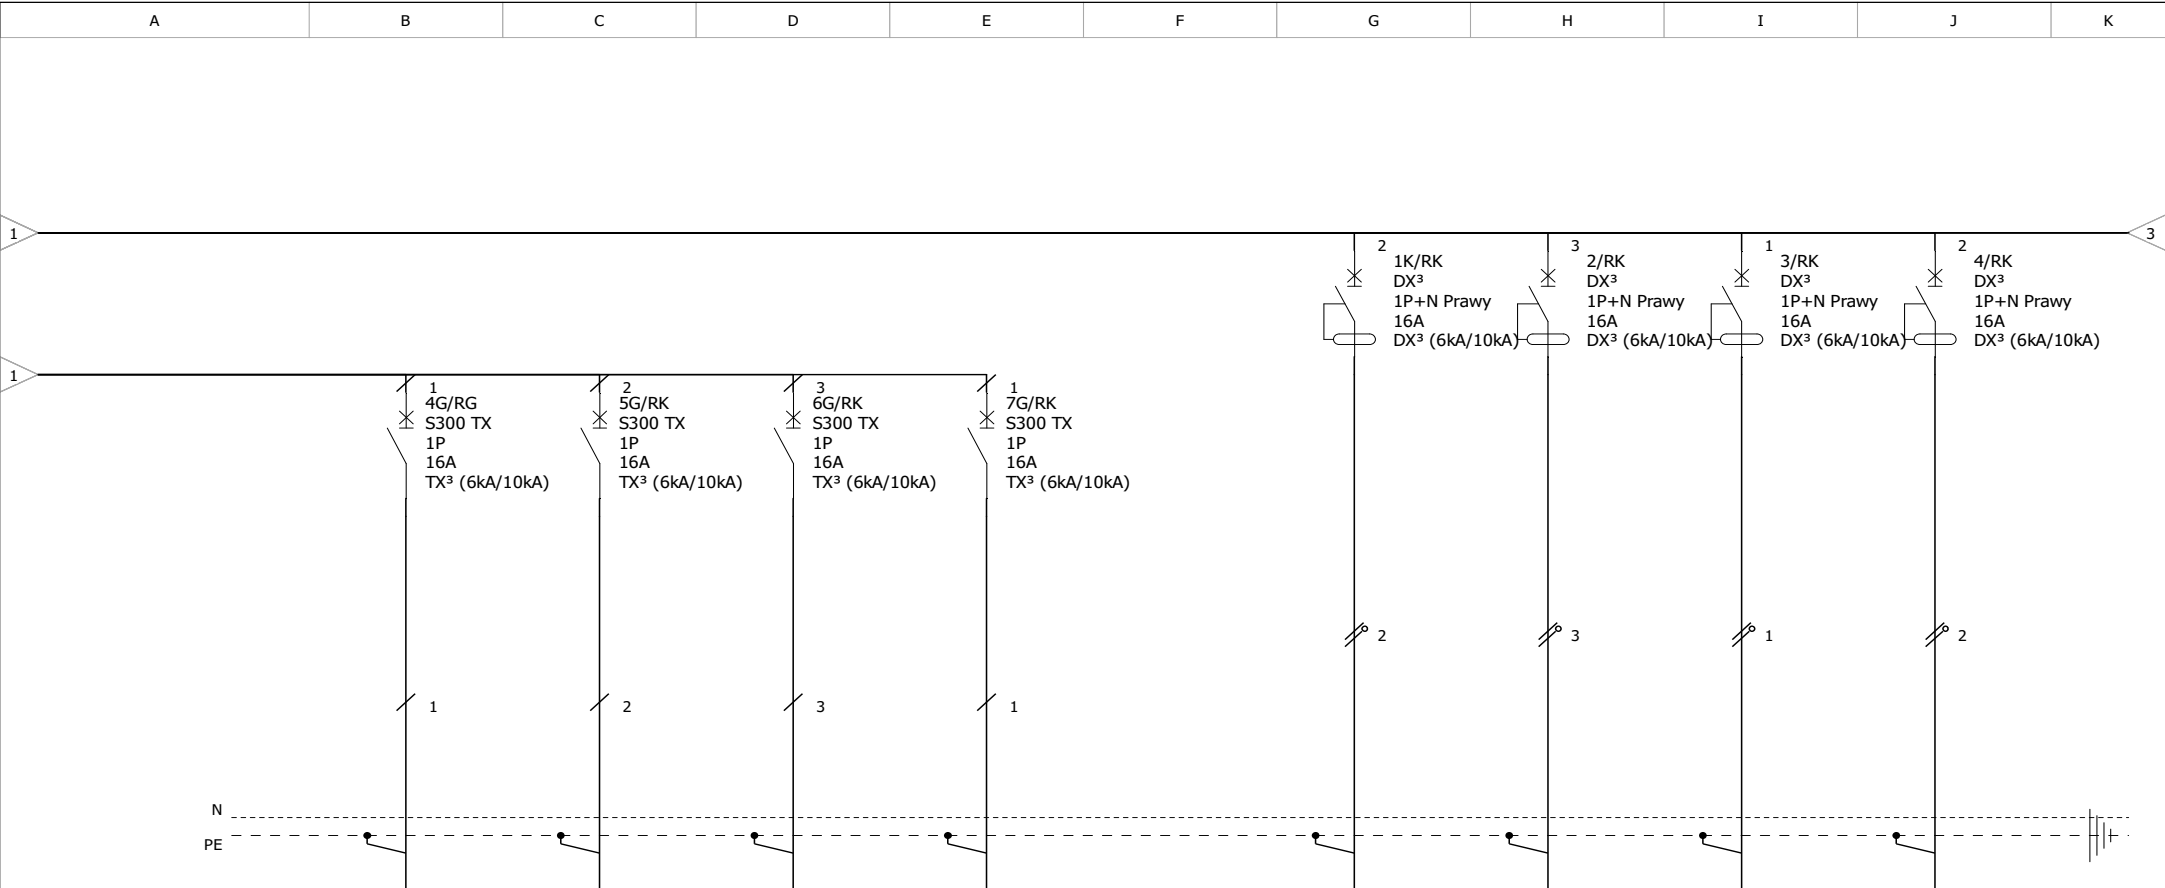 A B C D E F G H I J K
1 3
2 3 1 2
1K/RK 2/RK 3/RK 4/RK
DX³ DX³ DX³ DX³
1P+N Prawy 1P+N Prawy 1P+N Prawy 1P+N Prawy
16A 16A 16A 16A
DX³ (6kA/10kA) DX³ (6kA/10kA) DX³ (6kA/10kA) DX³ (6kA/10kA)
1
1 2 3 1
4G/RG 5G/RK 6G/RK 7G/RK
S300 TX S300 TX S300 TX S300 TX
1P 1P 1P 1P
16A 16A 16A 16A
TX³ (6kA/10kA) TX³ (6kA/10kA) TX³ (6kA/10kA) TX³ (6kA/10kA)
2 3 1 2
1 2 3 1
N
PE